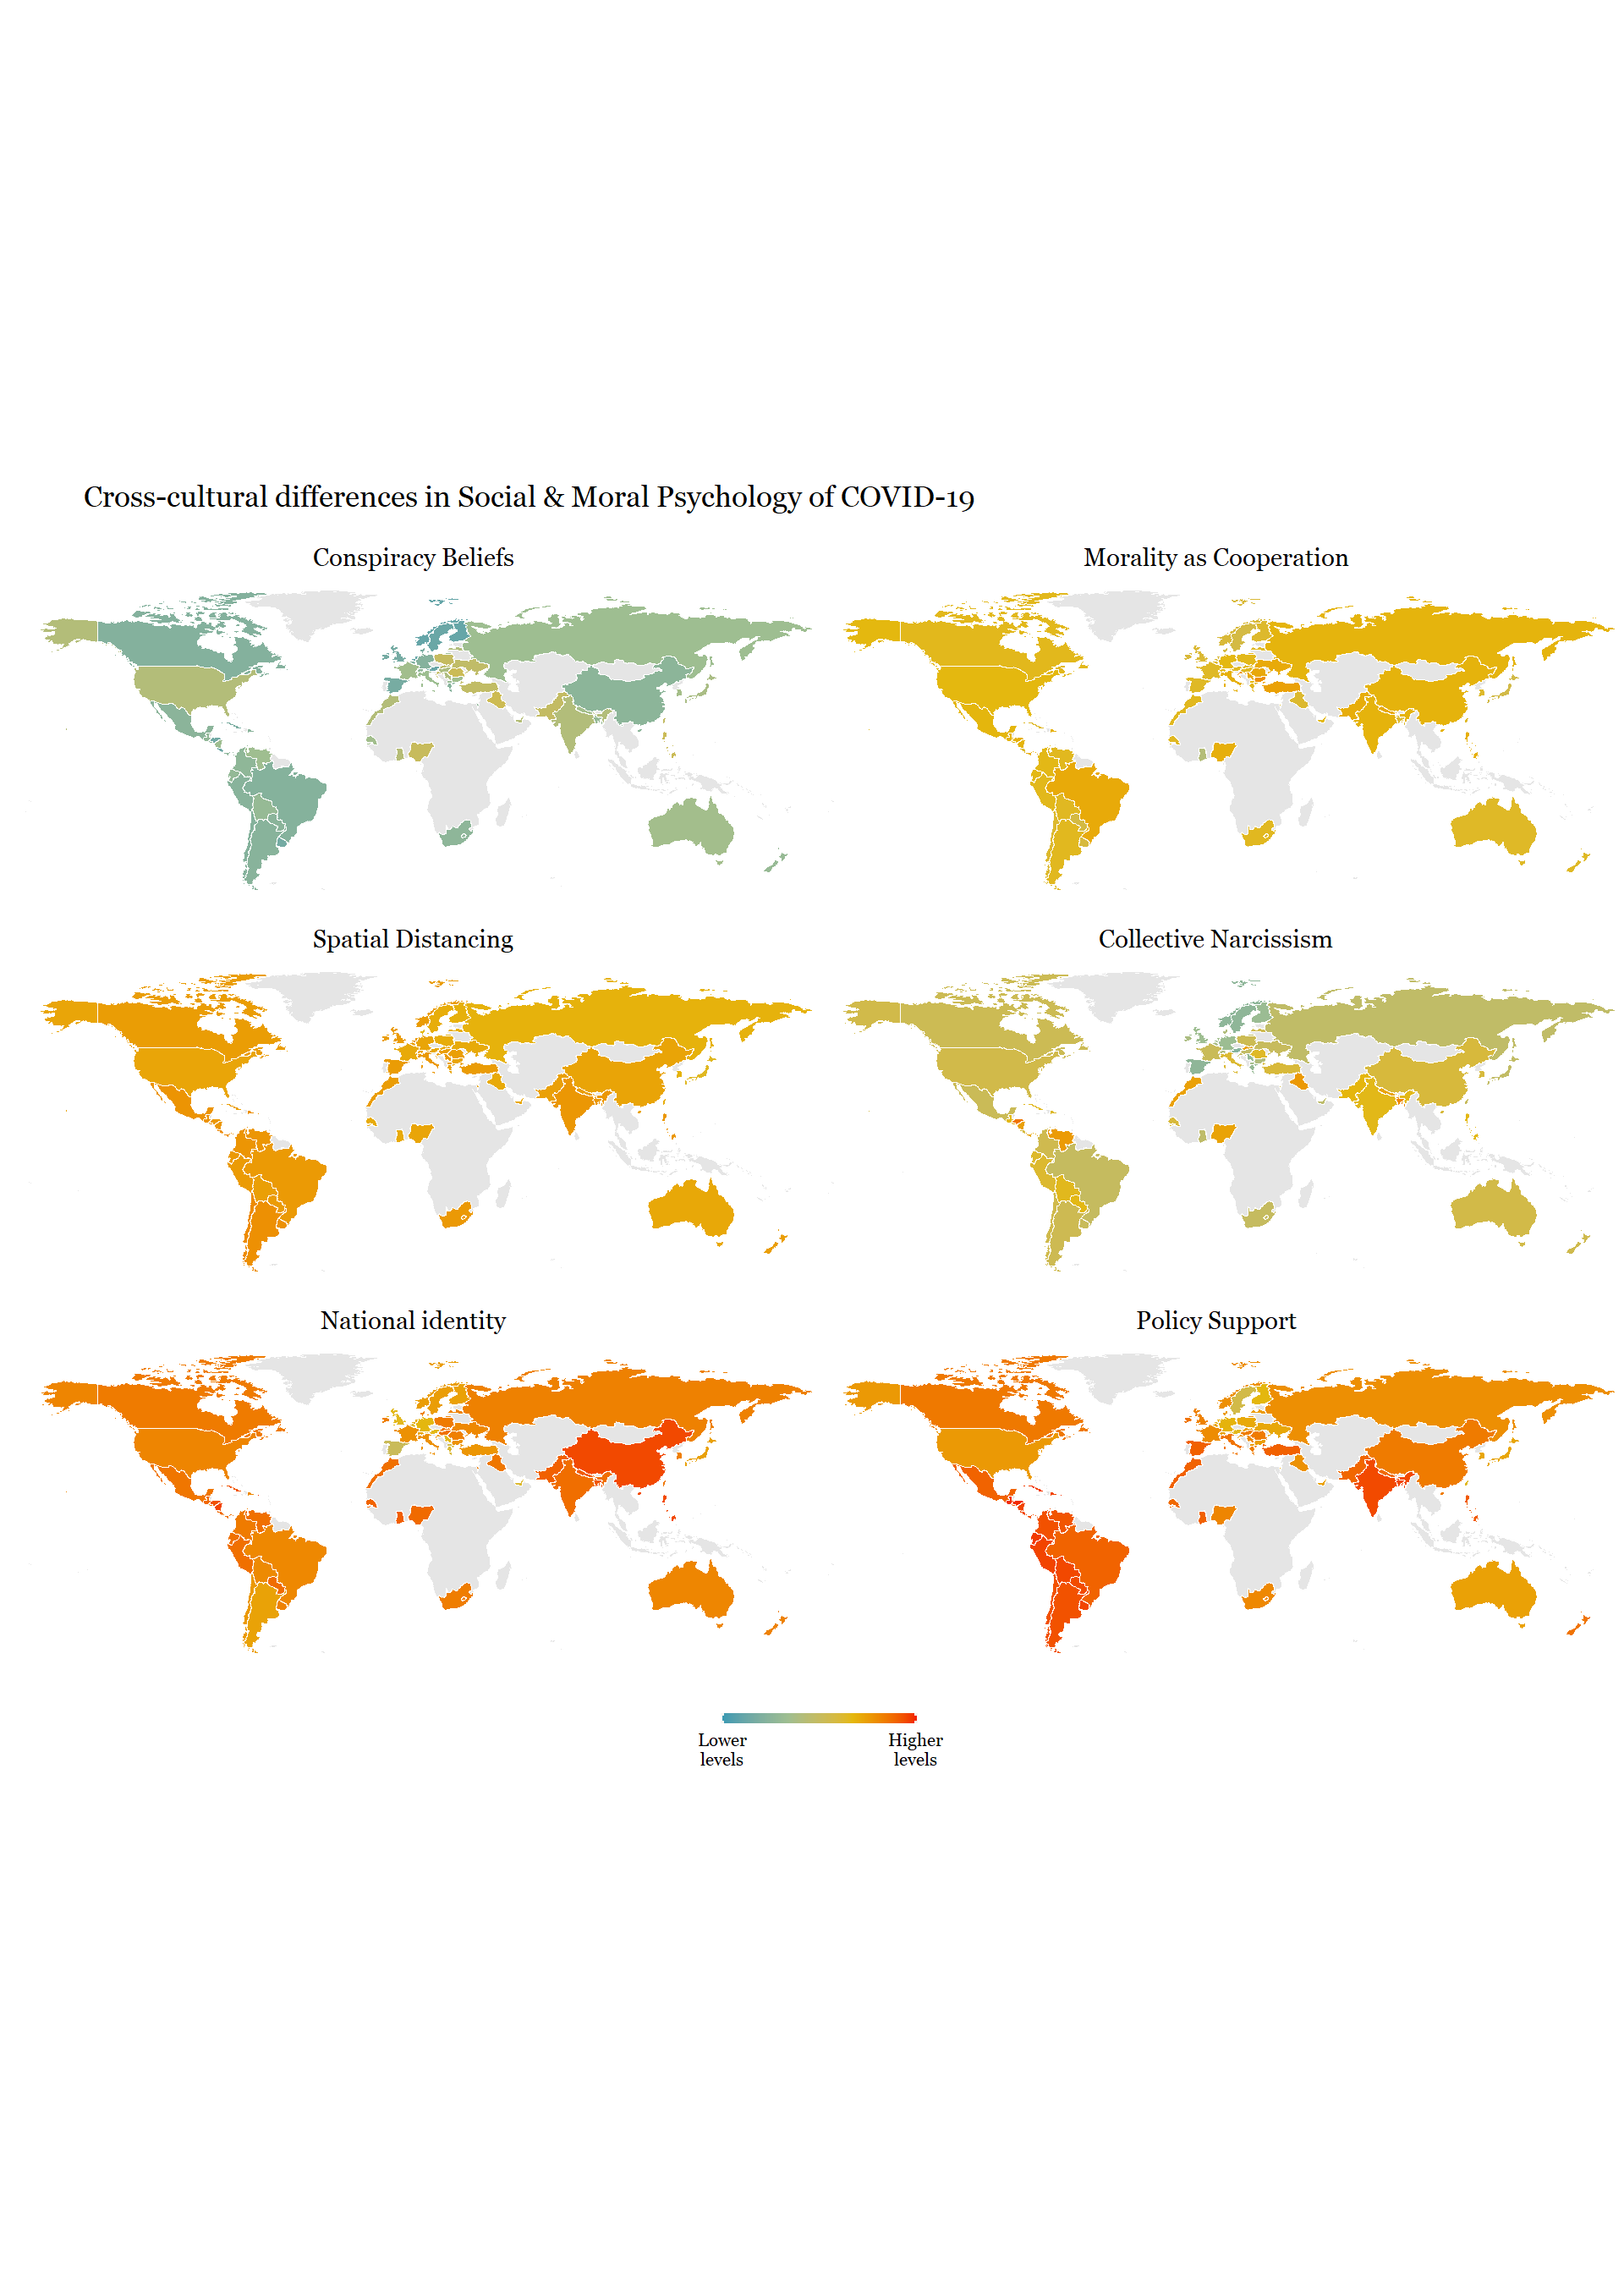 Cross-cultural differences in Social & Moral Psychology of COVID-19
Conspiracy Beliefs
Morality as Cooperation
Spatial Distancing
Collective Narcissism
National identity
Policy Support
Lower
levels
Higher
levels